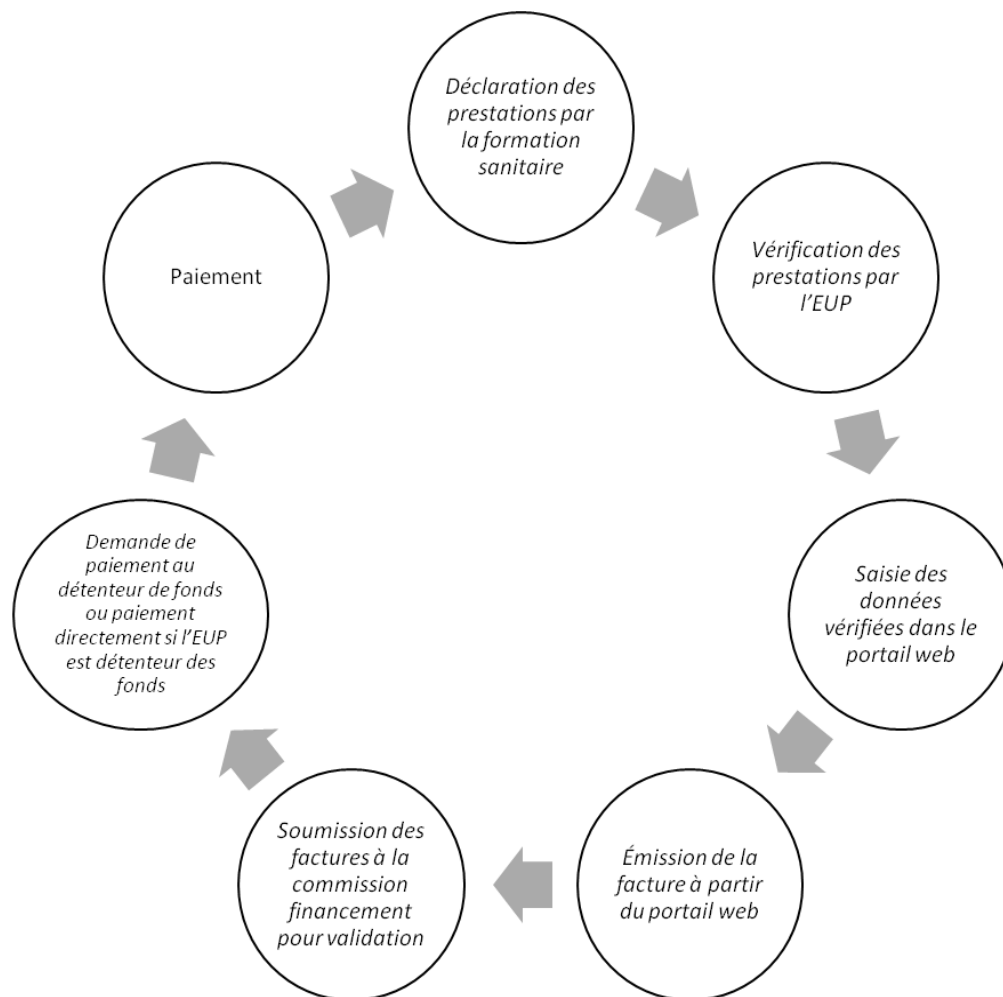 Déclaration des
prestations par
la formation
sanitaire
Vérification des
prestations par
l'EUP
Saisie des
données
vérifiées dans le
portail web
Émission de la
facture à partir
du portail web
Soumission des
factures à la
commission
financement
pour validation
Demande de
paiement au
détenteur de fonds
ou paiement
directement si l'EUP
est détenteur des
fonds
Paiement